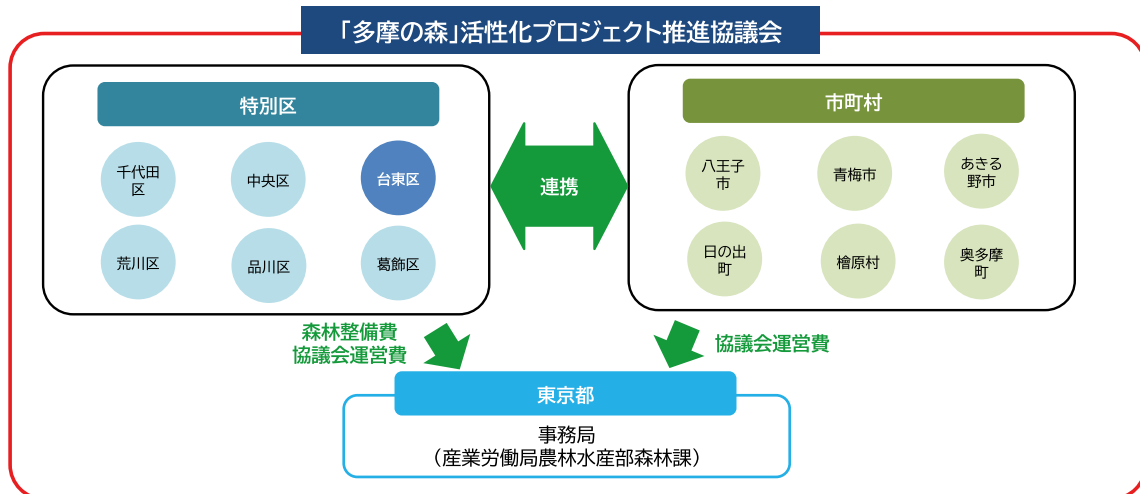 「多摩の森」活性化プロジェクト推進協議会
特別区
千代田
区
中央区
台東区
荒川区
品川区
葛飾区
連携
市町村
八王子
市
青梅市
あきる
野市
日の出
町
檜原村
奥多摩
町
森林整備費
協議会運営費
協議会運営費
東京都
事務局
（産業労働局農林水産部森林課）